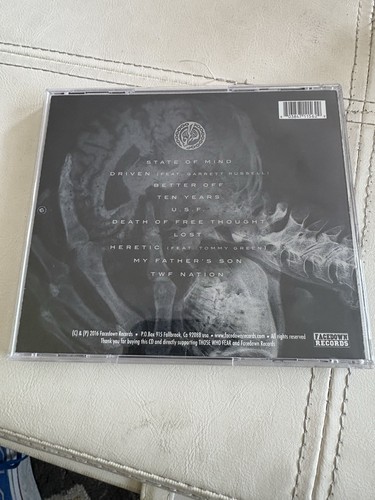 STATE OF MIND
DRIVEN (FEAT. GARRETT RUSSELL)
BETTER OFF
TEN YEARS
U.S.F.
DEATH OF FREE THOUGHT
LOST
HERETIC (FEAT. TOMMY GREEN)
MY FATHER'S SON
TWF NATION
(C) & (P) 2016 Facedown Records • P.O.Box 915 Fallbrook, Ca 92088 usa • www.facedownrecords.com • All rights reserved
Thank you for buying this CD and directly supporting THOSE WHO FEAR and Facedown Records
FACEDOWN
RECORDS